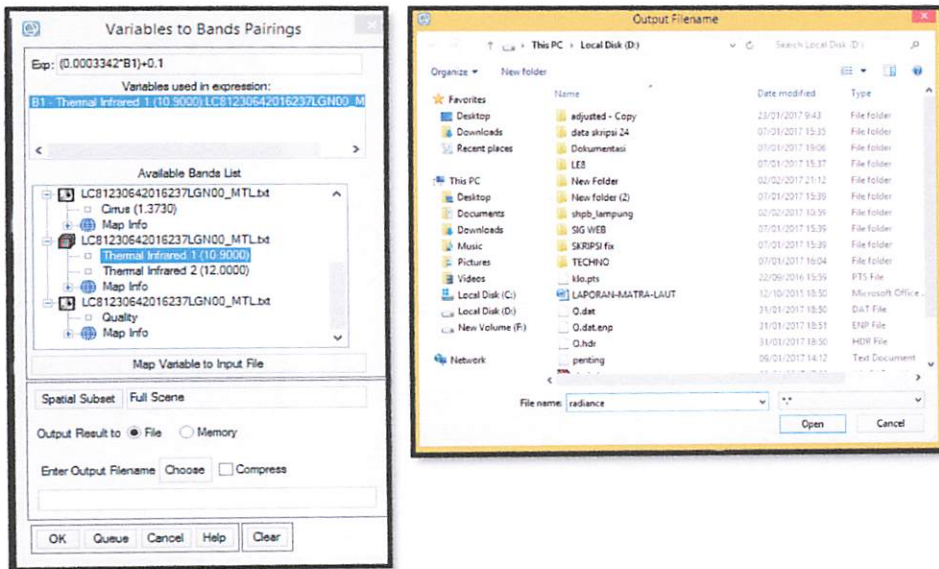 Variables to Bands Pairings
Exp: (0.0003342*B1)+0.1
Variables used in expression:
B1 - Thermal Infrared 1 (10.9000):LC81230642016237LGN00_M
Available Bands List
LC81230642016237LGN00_MTL.txt
Cirrus (1.3730)
Map Info
LC81230642016237LGN00_MTL.txt
Thermal Infrared 1 (10.9000)
Thermal Infrared 2 (12.0000)
Map Info
LC81230642016237LGN00_MTL.txt
Quality
Map Info
Map Variable to Input File
Spatial Subset Full Scene
Output Result to File Memory
Enter Output Filename Choose Compress
OK Queue Cancel Help Clear
Output Filename
This PC Local Disk (D:) Search Local Disk (D:)
Organize New folder
Favorites
Desktop
Downloads
Recent places
This PC
Desktop
Documents
Downloads
Music
Pictures
Videos
Local Disk (C:)
Local Disk (D:)
New Volume (F:)
Network
Name Date modified Type
adjusted - Copy 23/01/2017 9:43 File folder
data skripsi 24 07/01/2017 15:35 File folder
Dokumentasi 07/01/2017 19:06 File folder
LE8 07/01/2017 15:37 File folder
New Folder 02/02/2017 21:12 File folder
New folder (2) 07/01/2017 15:39 File folder
shpb_lampung 02/02/2017 10:59 File folder
SIG WEB 07/01/2017 15:39 File folder
SKRIPSI fix 07/01/2017 15:39 File folder
TECHNO 07/01/2017 16:04 File folder
klo.pts 22/09/2016 15:59 PTS File
LAPORAN-MATRA-LAUT 12/10/2015 18:50 Microsoft Office
O.dat 31/01/2017 18:50 DAT File
O.dat.enp 31/01/2017 18:51 ENP File
O.hdr 31/01/2017 18:50 HDR File
penting 09/01/2017 14:12 Text Document
File name: radiance *.*
Open Cancel